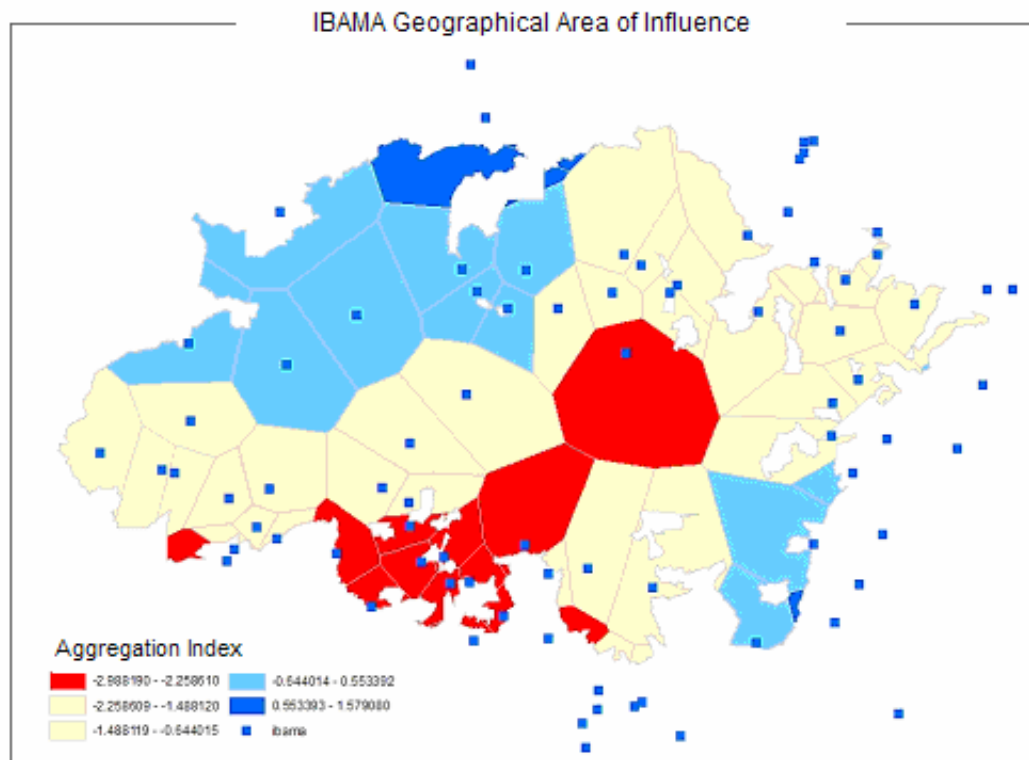 IBAMA Geographical Area of Influence
Aggregation Index
-2.988190 - -2.258610
-2.258609 - -1.488120
-1.488119 - -0.644015
-0.644014 - 0.553392
0.553393 - 1.579080
ibama